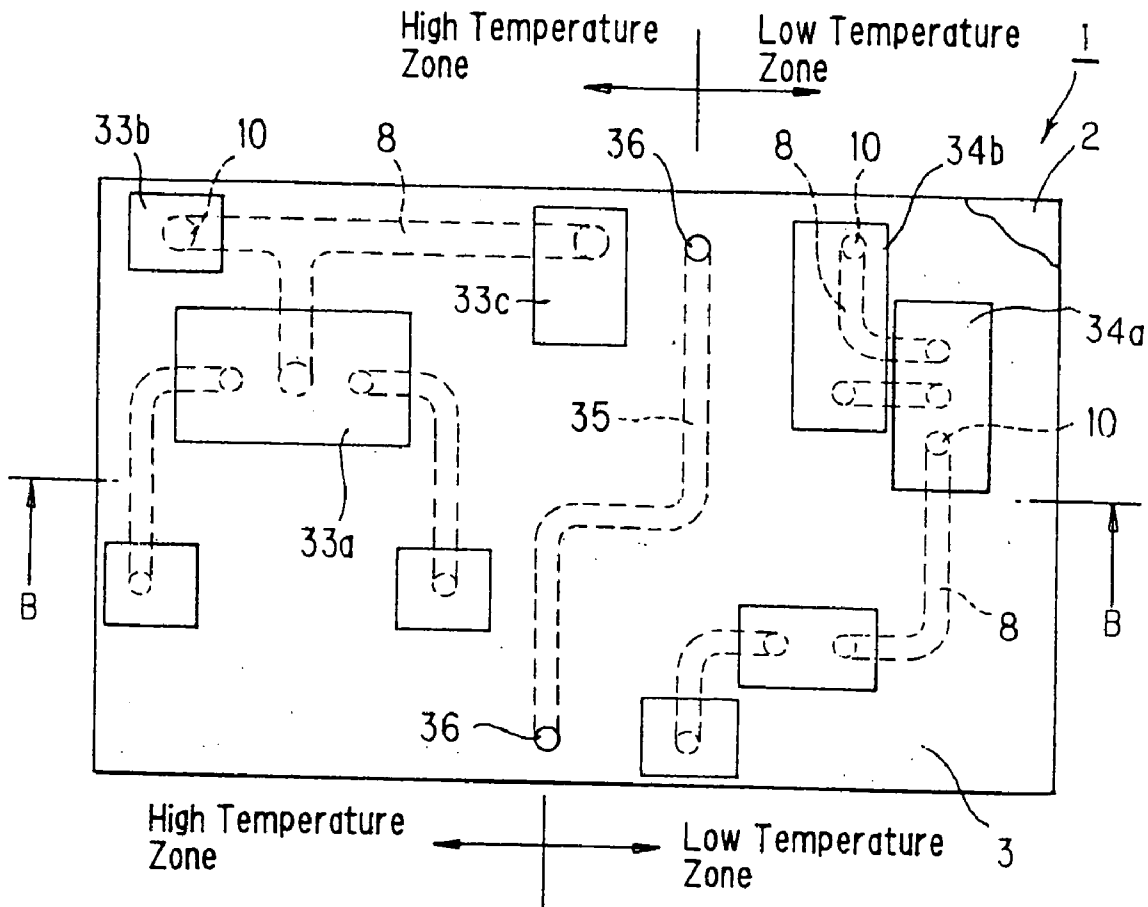 High Temperature
Zone
Low Temperature
Zone
1
2
33b
10
8
36
8
10
34b
33c
34a
35
10
33a
B
B
8
36
3
High Temperature
Zone
Low Temperature
Zone